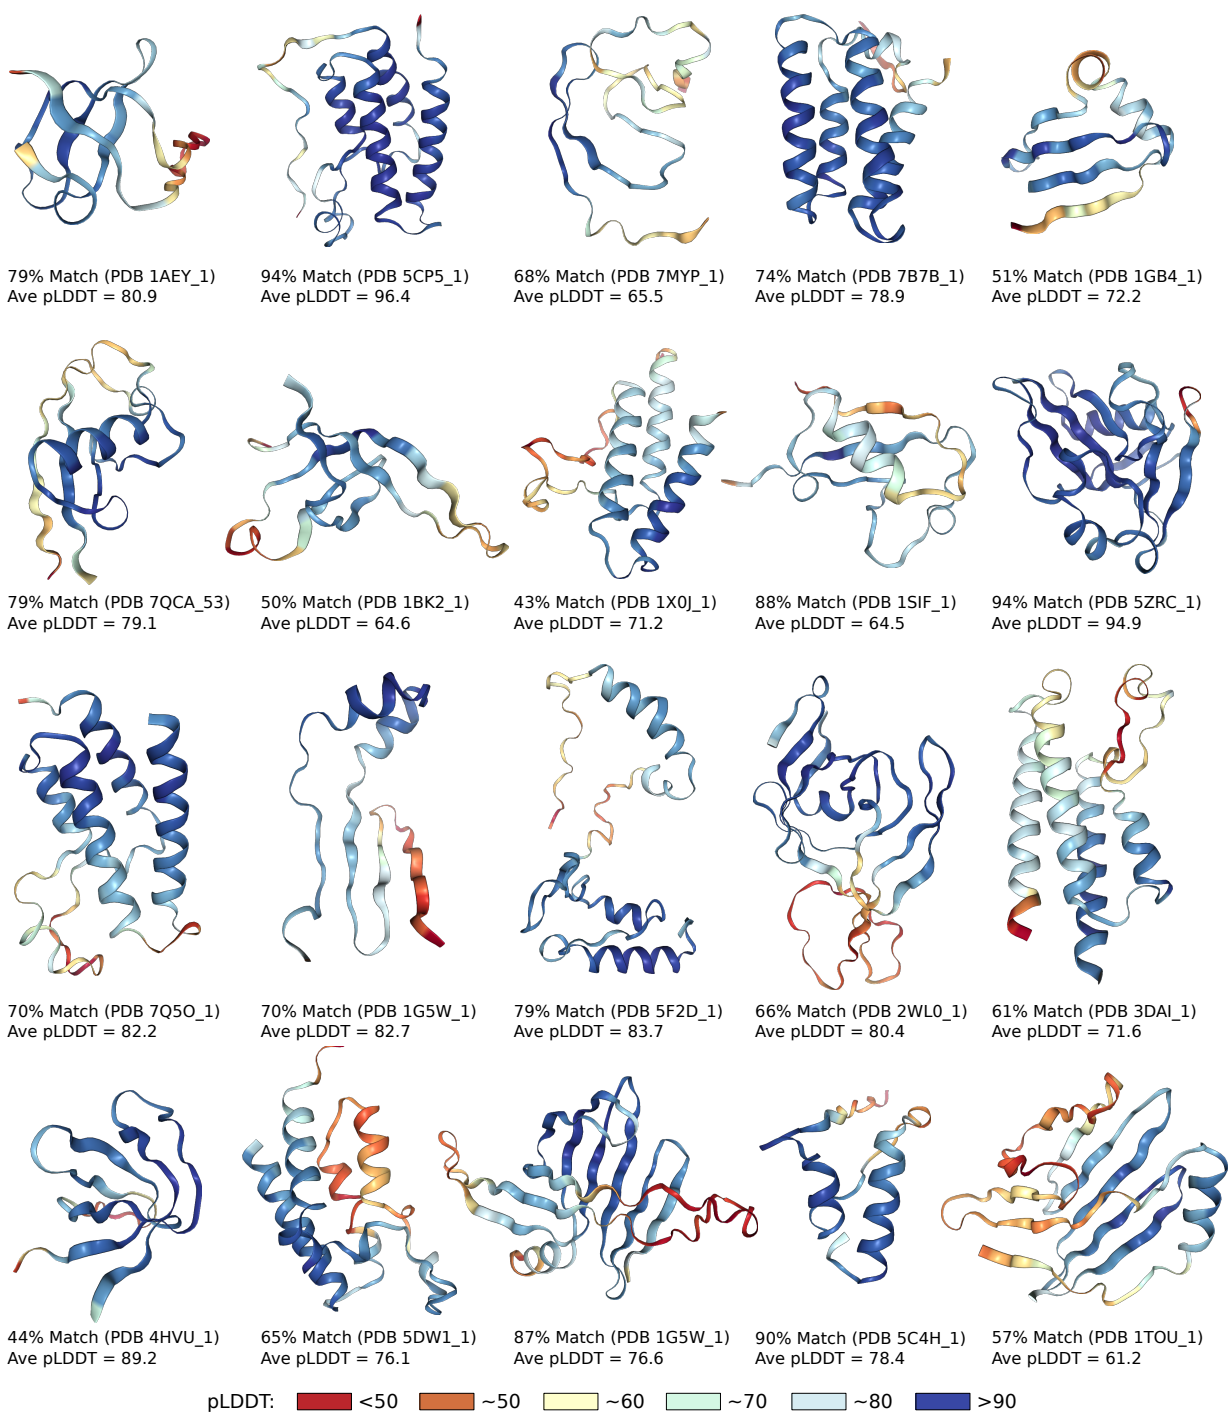 79% Match (PDB 1AEY_1)
Ave pLDDT = 80.9
94% Match (PDB 5CP5_1)
Ave pLDDT = 96.4
68% Match (PDB 7MYP_1)
Ave pLDDT = 65.5
74% Match (PDB 7B7B_1)
Ave pLDDT = 78.9
51% Match (PDB 1GB4_1)
Ave pLDDT = 72.2
79% Match (PDB 7QCA_53)
Ave pLDDT = 79.1
50% Match (PDB 1BK2_1)
Ave pLDDT = 64.6
43% Match (PDB 1X0J_1)
Ave pLDDT = 71.2
88% Match (PDB 1SIF_1)
Ave pLDDT = 64.5
94% Match (PDB 5ZRC_1)
Ave pLDDT = 94.9
70% Match (PDB 7Q5O_1)
Ave pLDDT = 82.2
70% Match (PDB 1G5W_1)
Ave pLDDT = 82.7
79% Match (PDB 5F2D_1)
Ave pLDDT = 83.7
66% Match (PDB 2WL0_1)
Ave pLDDT = 80.4
61% Match (PDB 3DAI_1)
Ave pLDDT = 71.6
44% Match (PDB 4HVU_1)
Ave pLDDT = 89.2
65% Match (PDB 5DW1_1)
Ave pLDDT = 76.1
87% Match (PDB 1G5W_1)
Ave pLDDT = 76.6
90% Match (PDB 5C4H_1)
Ave pLDDT = 78.4
57% Match (PDB 1TOU_1)
Ave pLDDT = 61.2
pLDDT: <50 ~50 ~60 ~70 ~80 >90